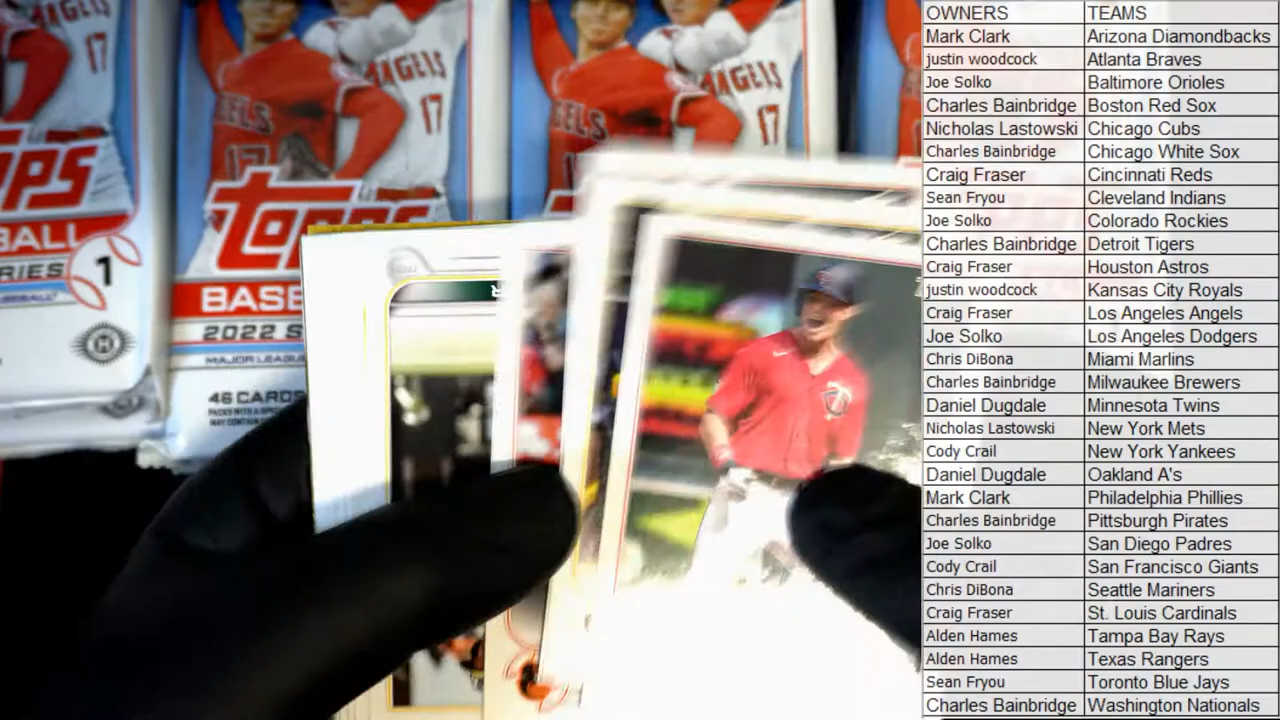 ANGELS
17
ANGELS
17
ANGELS
17
17
TOPPS
BASE
2022 S
MAJOR LEAGU
46 CARDS
1
OWNERS TEAMS
Mark Clark Arizona Diamondbacks
justin woodcock Atlanta Braves
Joe Solko Baltimore Orioles
Charles Bainbridge Boston Red Sox
Nicholas Lastowski Chicago Cubs
Charles Bainbridge Chicago White Sox
Craig Fraser Cincinnati Reds
Sean Fryou Cleveland Indians
Joe Solko Colorado Rockies
Charles Bainbridge Detroit Tigers
Craig Fraser Houston Astros
justin woodcock Kansas City Royals
Craig Fraser Los Angeles Angels
Joe Solko Los Angeles Dodgers
Chris DiBona Miami Marlins
Charles Bainbridge Milwaukee Brewers
Daniel Dugdale Minnesota Twins
Nicholas Lastowski New York Mets
Cody Crail New York Yankees
Daniel Dugdale Oakland A's
Mark Clark Philadelphia Phillies
Charles Bainbridge Pittsburgh Pirates
Joe Solko San Diego Padres
Cody Crail San Francisco Giants
Chris DiBona Seattle Mariners
Craig Fraser St. Louis Cardinals
Alden Hames Tampa Bay Rays
Alden Hames Texas Rangers
Sean Fryou Toronto Blue Jays
Charles Bainbridge Washington Nationals